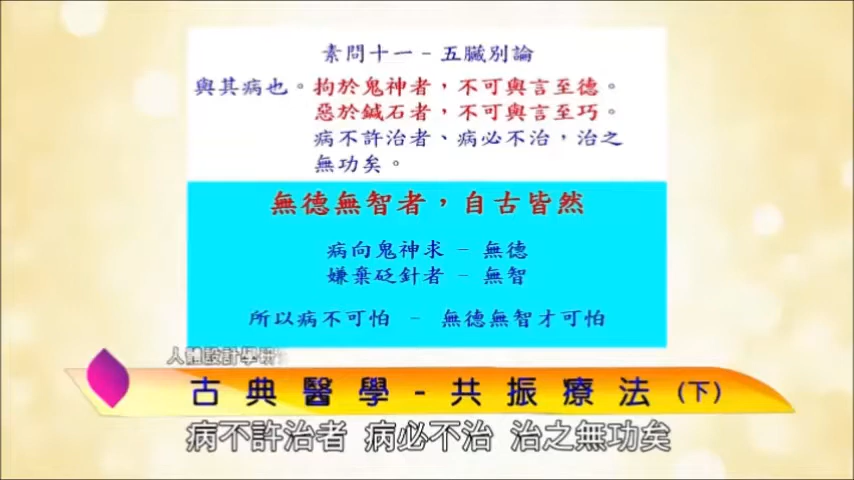 素問十一－五臟別論
與其病也。拘於鬼神者，不可與言至德。
惡於鍼石者，不可與言至巧。
病不許治者、病必不治，治之
無功矣。
無德無智者，自古皆然
病向鬼神求－無德
嫌棄砭針者－無智
所以病不可怕－無德無智才可怕
人體設計學研
古典醫學-共振療法(下)
病不許治者 病必不治 治之無功矣